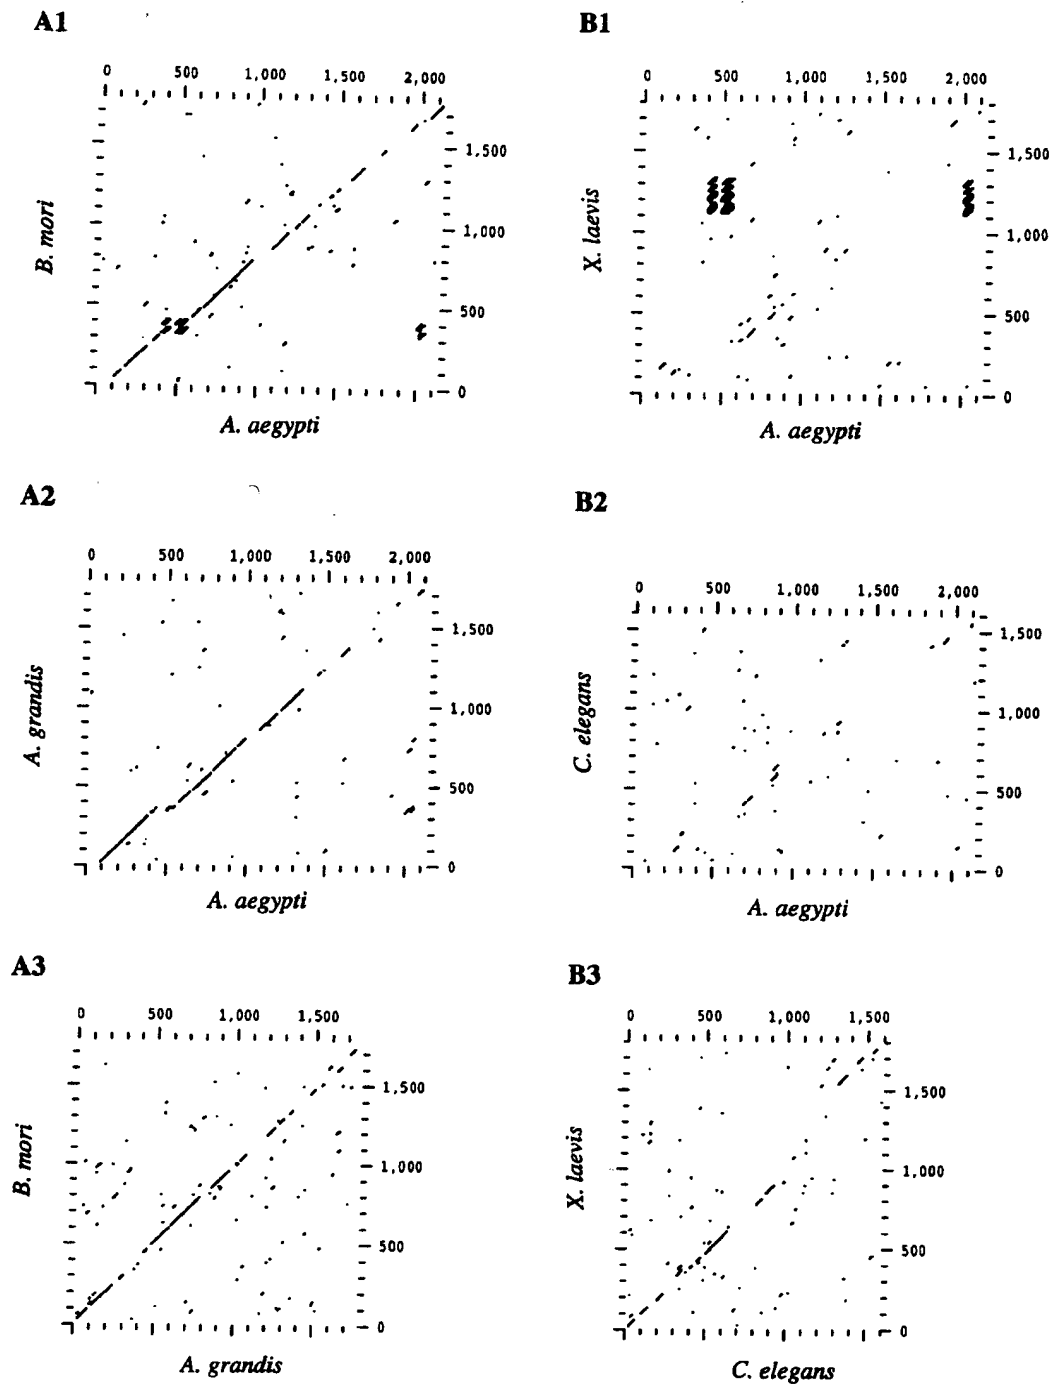 A1
0 500 1,000 1,500 2,000
B. mori
1,500
1,000
500
0
A. aegypti
B1
0 500 1,000 1,500 2,000
X. laevis
1,500
1,000
500
0
A. aegypti
A2
0 500 1,000 1,500 2,000
A. grandis
1,500
1,000
500
0
A. aegypti
B2
0 500 1,000 1,500 2,000
C. elegans
1,500
1,000
500
0
A. aegypti
A3
0 500 1,000 1,500
B. mori
1,500
1,000
500
0
A. grandis
B3
0 500 1,000 1,500
X. laevis
1,500
1,000
500
0
C. elegans